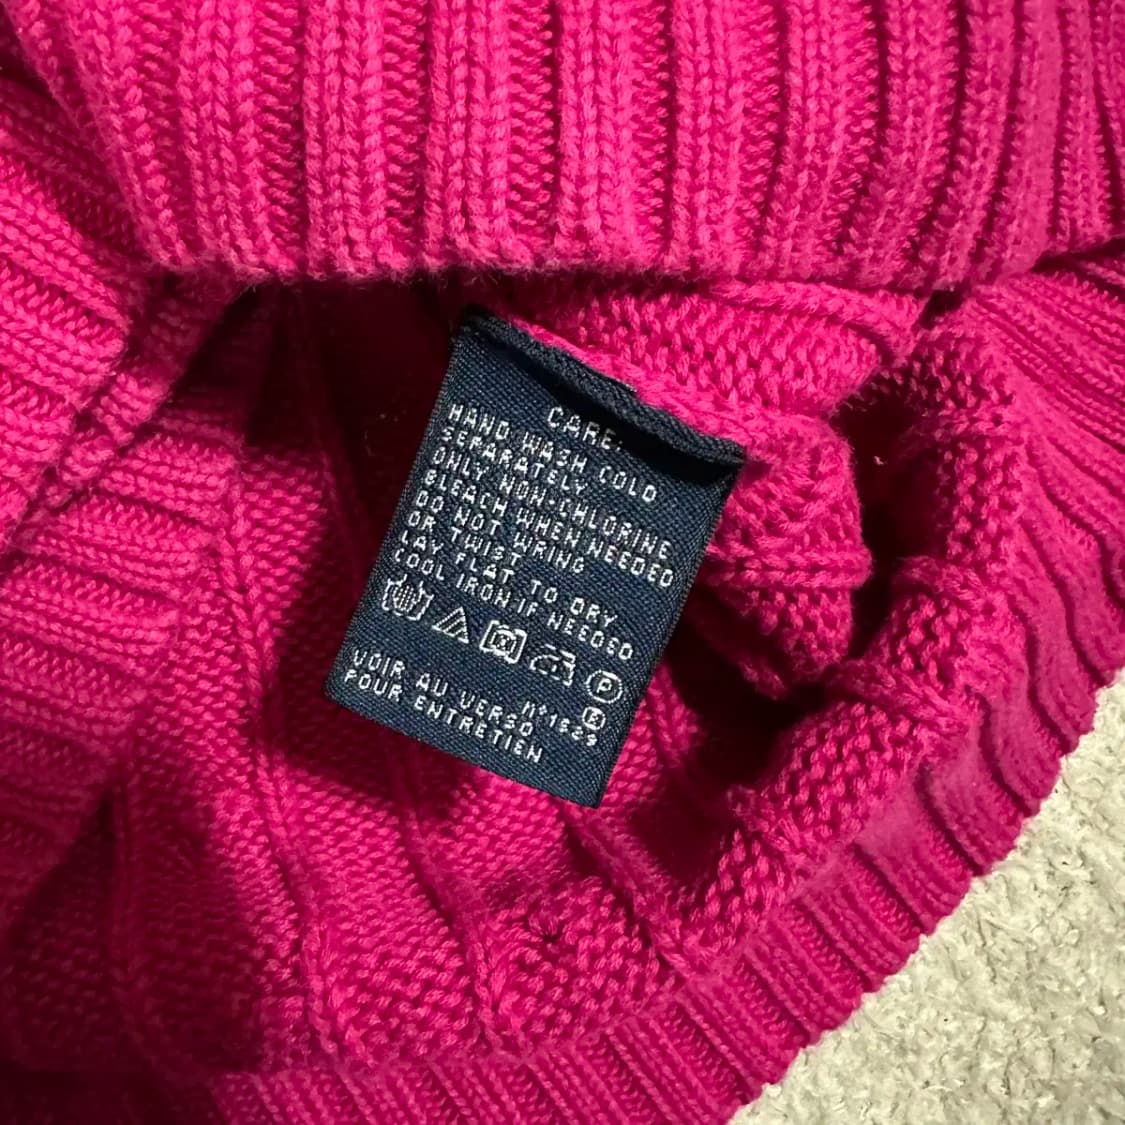 CARE:
HAND WASH COLD
SEPARATELY
ONLY NON-CHLORINE
BLEACH WHEN NEEDED
DO NOT WRING
OR TWIST
LAY FLAT TO DRY
COOL IRON IF NEEDED
P
VOIR AU VERSO
POUR ENTRETIEN